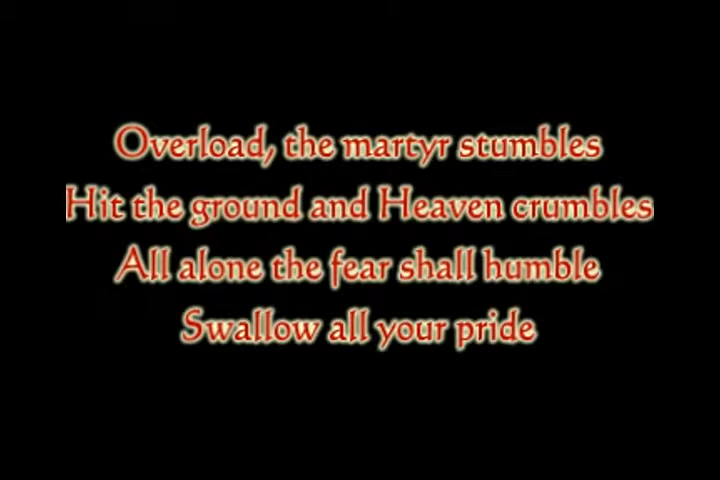 Overload, the martyr stumbles
Hit the ground and Heaven crumbles
All alone the fear shall humble
Swallow all your pride